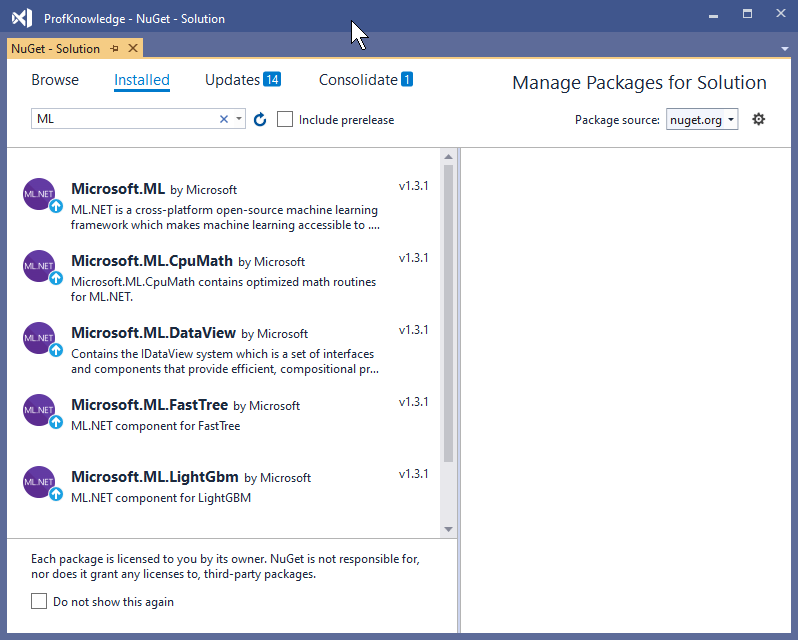 ProfKnowledge - NuGet - Solution
NuGet - Solution
Browse Installed Updates 14 Consolidate 1
Manage Packages for Solution
ML
Include prerelease
Package source: nuget.org
ML.NET
Microsoft.ML by Microsoft v1.3.1
ML.NET is a cross-platform open-source machine learning
framework which makes machine learning accessible to ....
ML.NET
Microsoft.ML.CpuMath by Microsoft v1.3.1
Microsoft.ML.CpuMath contains optimized math routines
for ML.NET.
ML.NET
Microsoft.ML.DataView by Microsoft v1.3.1
Contains the IDataView system which is a set of interfaces
and components that provide efficient, compositional pr...
ML.NET
Microsoft.ML.FastTree by Microsoft v1.3.1
ML.NET component for FastTree
ML.NET
Microsoft.ML.LightGbm by Microsoft v1.3.1
ML.NET component for LightGBM
Each package is licensed to you by its owner. NuGet is not responsible for,
nor does it grant any licenses to, third-party packages.
Do not show this again